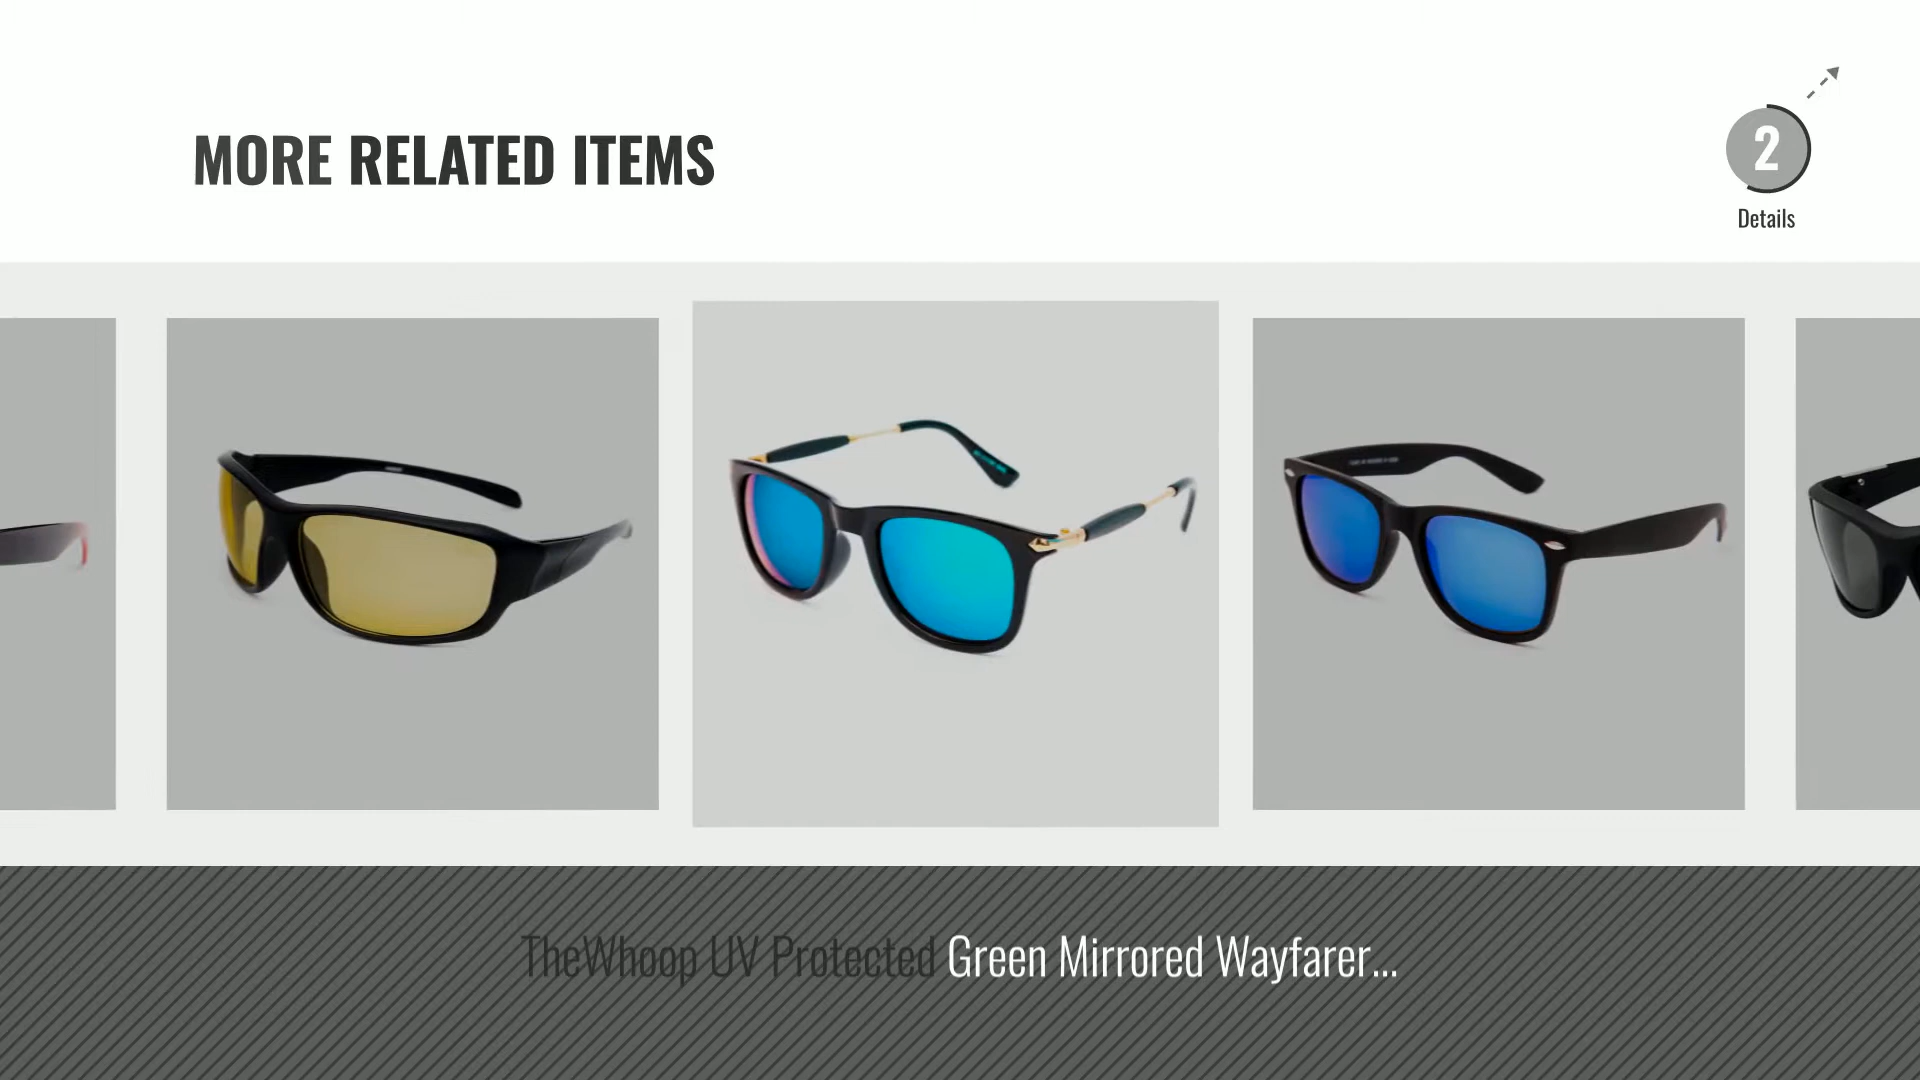 MORE RELATED ITEMS
2
Details
TheWhoop UV Protected Green Mirrored Wayfarer...